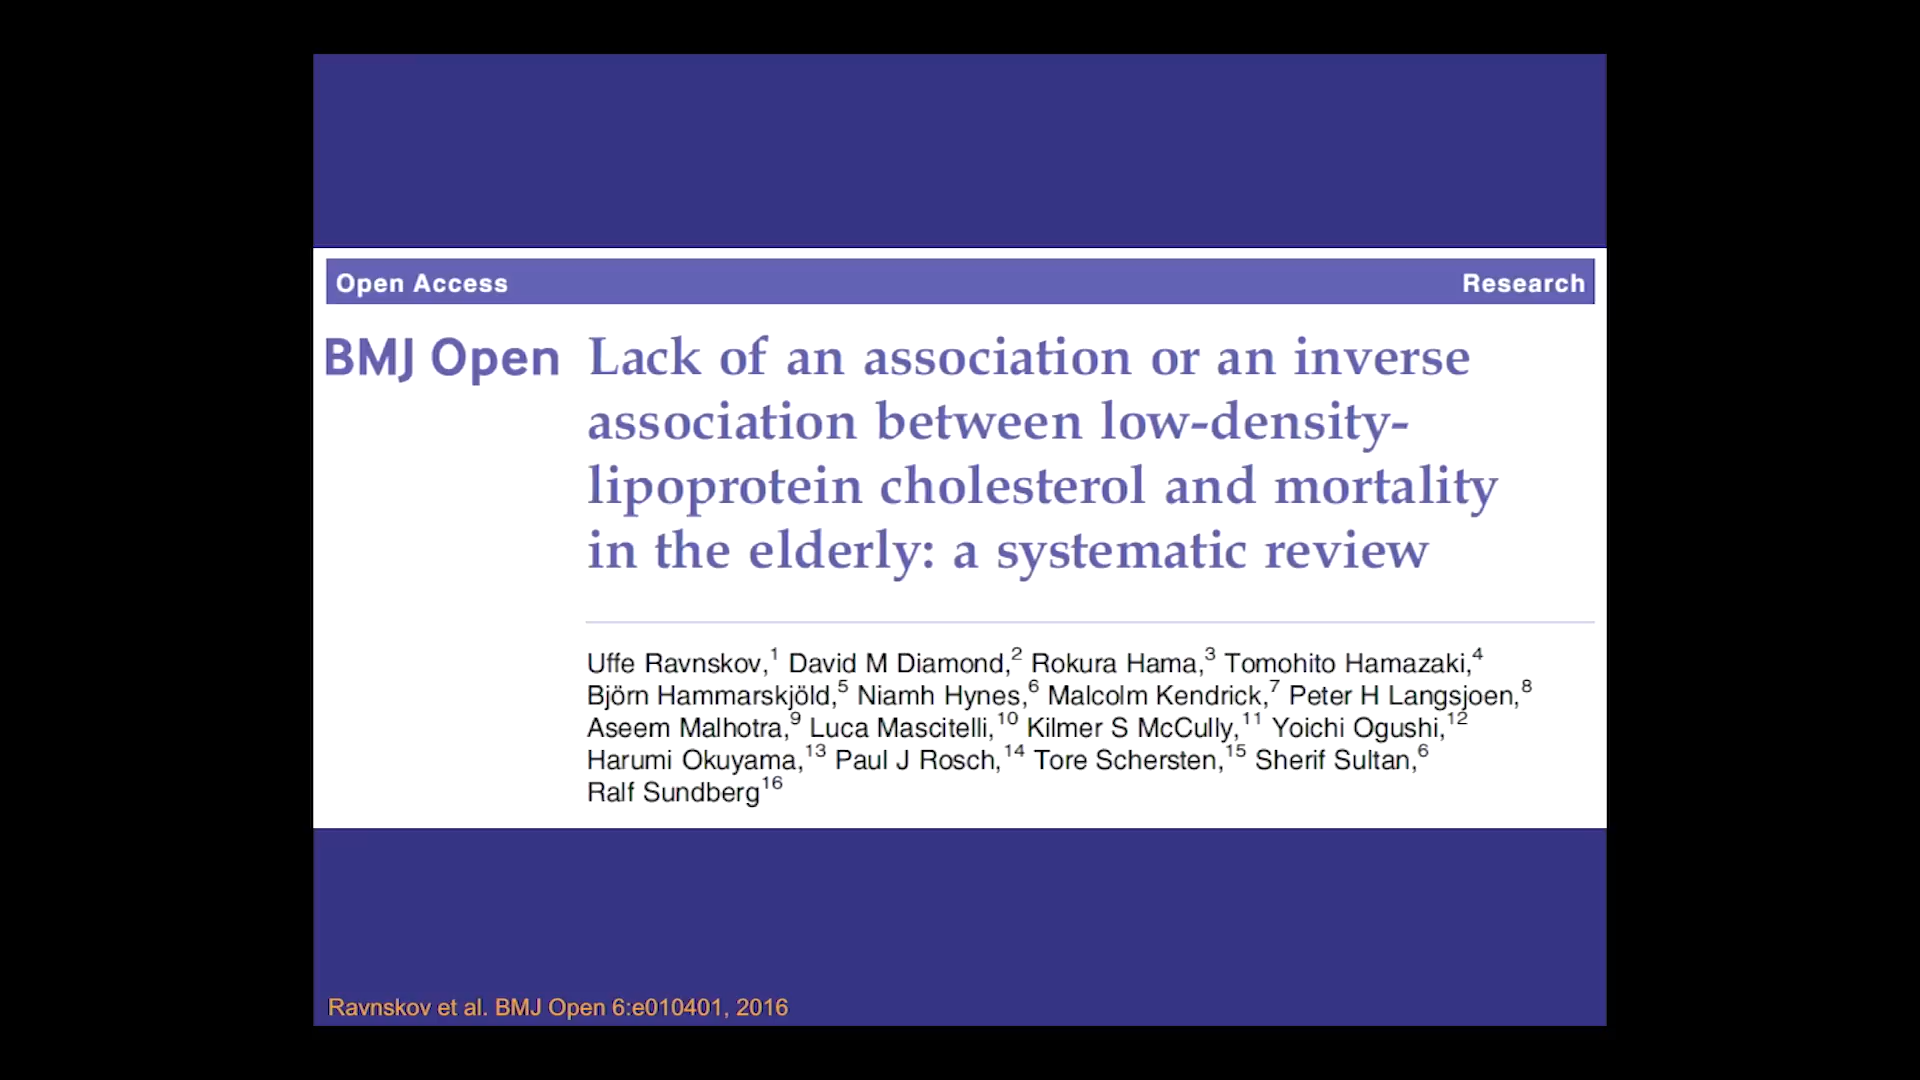 Open Access Research
BMJ Open Lack of an association or an inverse
association between low-density-
lipoprotein cholesterol and mortality
in the elderly: a systematic review
Uffe Ravnskov,1 David M Diamond,2 Rokura Hama,3 Tomohito Hamazaki,4
Björn Hammarskjöld,5 Niamh Hynes,6 Malcolm Kendrick,7 Peter H Langsjoen,8
Aseem Malhotra,9 Luca Mascitelli,10 Kilmer S McCully,11 Yoichi Ogushi,12
Harumi Okuyama,13 Paul J Rosch,14 Tore Schersten,15 Sherif Sultan,6
Ralf Sundberg16
Ravnskov et al. BMJ Open 6:e010401, 2016